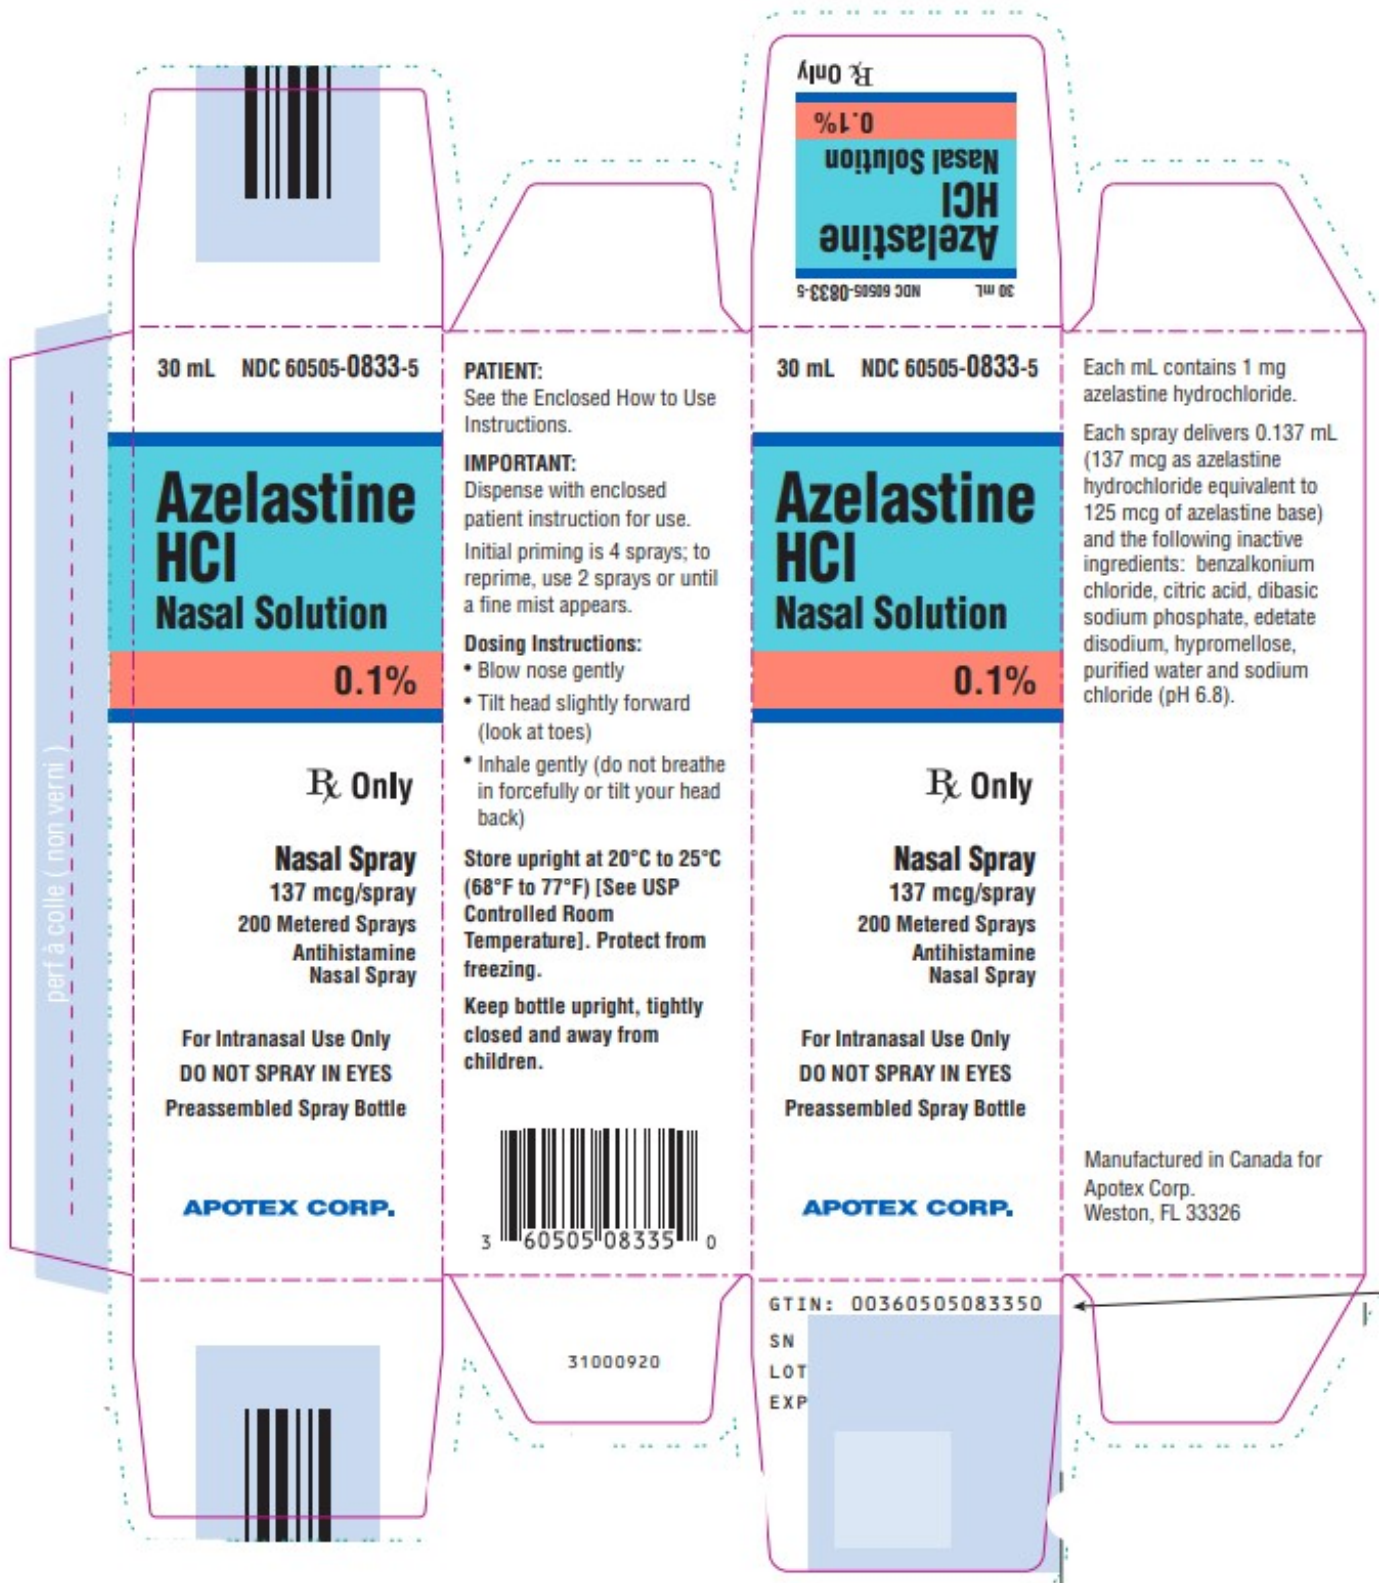 ℞ Only
0.1%
Nasal Solution
HCl
Azelastine
30 mL NDC 60505-0833-5
30 mL NDC 60505-0833-5
Azelastine
HCl
Nasal Solution
0.1%
℞ Only
Nasal Spray
137 mcg/spray
200 Metered Sprays
Antihistamine
Nasal Spray
For Intranasal Use Only
DO NOT SPRAY IN EYES
Preassembled Spray Bottle
APOTEX CORP.
perf à colle ( non verni )
PATIENT:
See the Enclosed How to Use
Instructions.
IMPORTANT:
Dispense with enclosed
patient instruction for use.
Initial priming is 4 sprays; to
reprime, use 2 sprays or until
a fine mist appears.
Dosing Instructions:
• Blow nose gently
• Tilt head slightly forward
(look at toes)
• Inhale gently (do not breathe
in forcefully or tilt your head
back)
Store upright at 20°C to 25°C
(68°F to 77°F) [See USP
Controlled Room
Temperature]. Protect from
freezing.
Keep bottle upright, tightly
closed and away from
children.
3 60505 08335 0
31000920
30 mL NDC 60505-0833-5
Azelastine
HCl
Nasal Solution
0.1%
℞ Only
Nasal Spray
137 mcg/spray
200 Metered Sprays
Antihistamine
Nasal Spray
For Intranasal Use Only
DO NOT SPRAY IN EYES
Preassembled Spray Bottle
APOTEX CORP.
GTIN: 00360505083350
SN
LOT
EXP
Each mL contains 1 mg
azelastine hydrochloride.
Each spray delivers 0.137 mL
(137 mcg as azelastine
hydrochloride equivalent to
125 mcg of azelastine base)
and the following inactive
ingredients: benzalkonium
chloride, citric acid, dibasic
sodium phosphate, edetate
disodium, hypromellose,
purified water and sodium
chloride (pH 6.8).
Manufactured in Canada for
Apotex Corp.
Weston, FL 33326